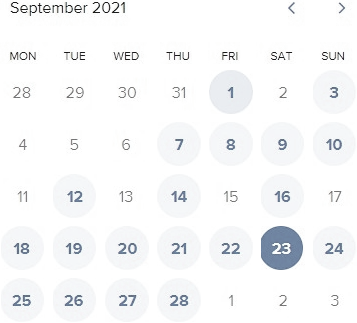 September 2021
MON TUE WED THU FRI SAT SUN
28 29 30 31 1 2 3
4 5 6 7 8 9 10
11 12 13 14 15 16 17
18 19 20 21 22 23 24
25 26 27 28 1 2 3